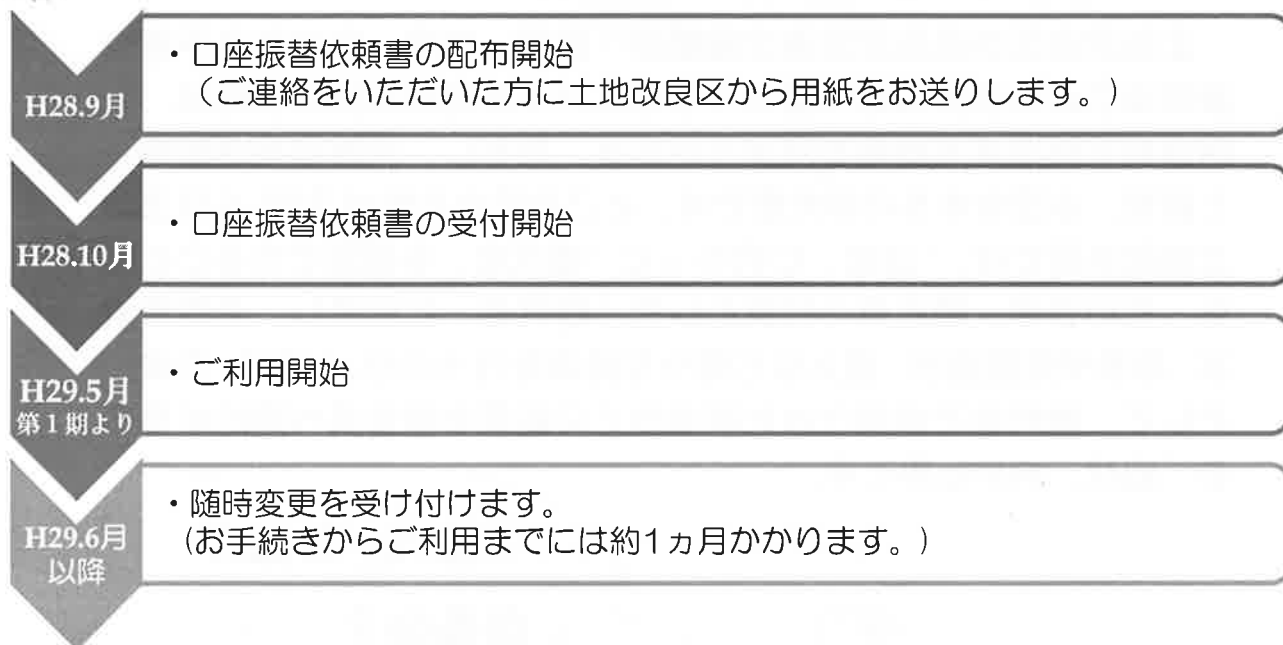 H28.9月
・口座振替依頼書の配布開始
（ご連絡をいただいた方に土地改良区から用紙をお送りします。）
H28.10月
・口座振替依頼書の受付開始
H29.5月
第1期より
・ご利用開始
H29.6月
以降
・随時変更を受け付けます。
(お手続きからご利用までには約1ヵ月かかります。)